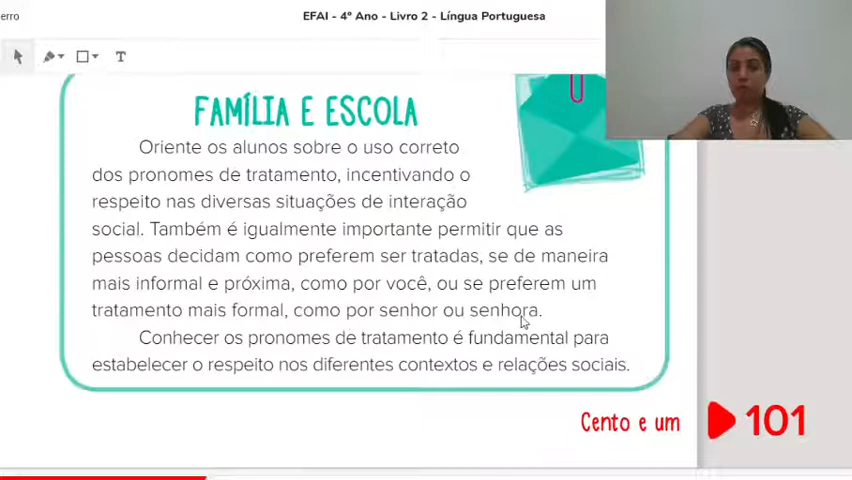 erro
EFAI - 4º Ano - Livro 2 - Língua Portuguesa
T
FAMÍLIA E ESCOLA
Oriente os alunos sobre o uso correto
dos pronomes de tratamento, incentivando o
respeito nas diversas situações de interação
social. Também é igualmente importante permitir que as
pessoas decidam como preferem ser tratadas, se de maneira
mais informal e próxima, como por você, ou se preferem um
tratamento mais formal, como por senhor ou senhora.
Conhecer os pronomes de tratamento é fundamental para
estabelecer o respeito nos diferentes contextos e relações sociais.
Cento e um 101